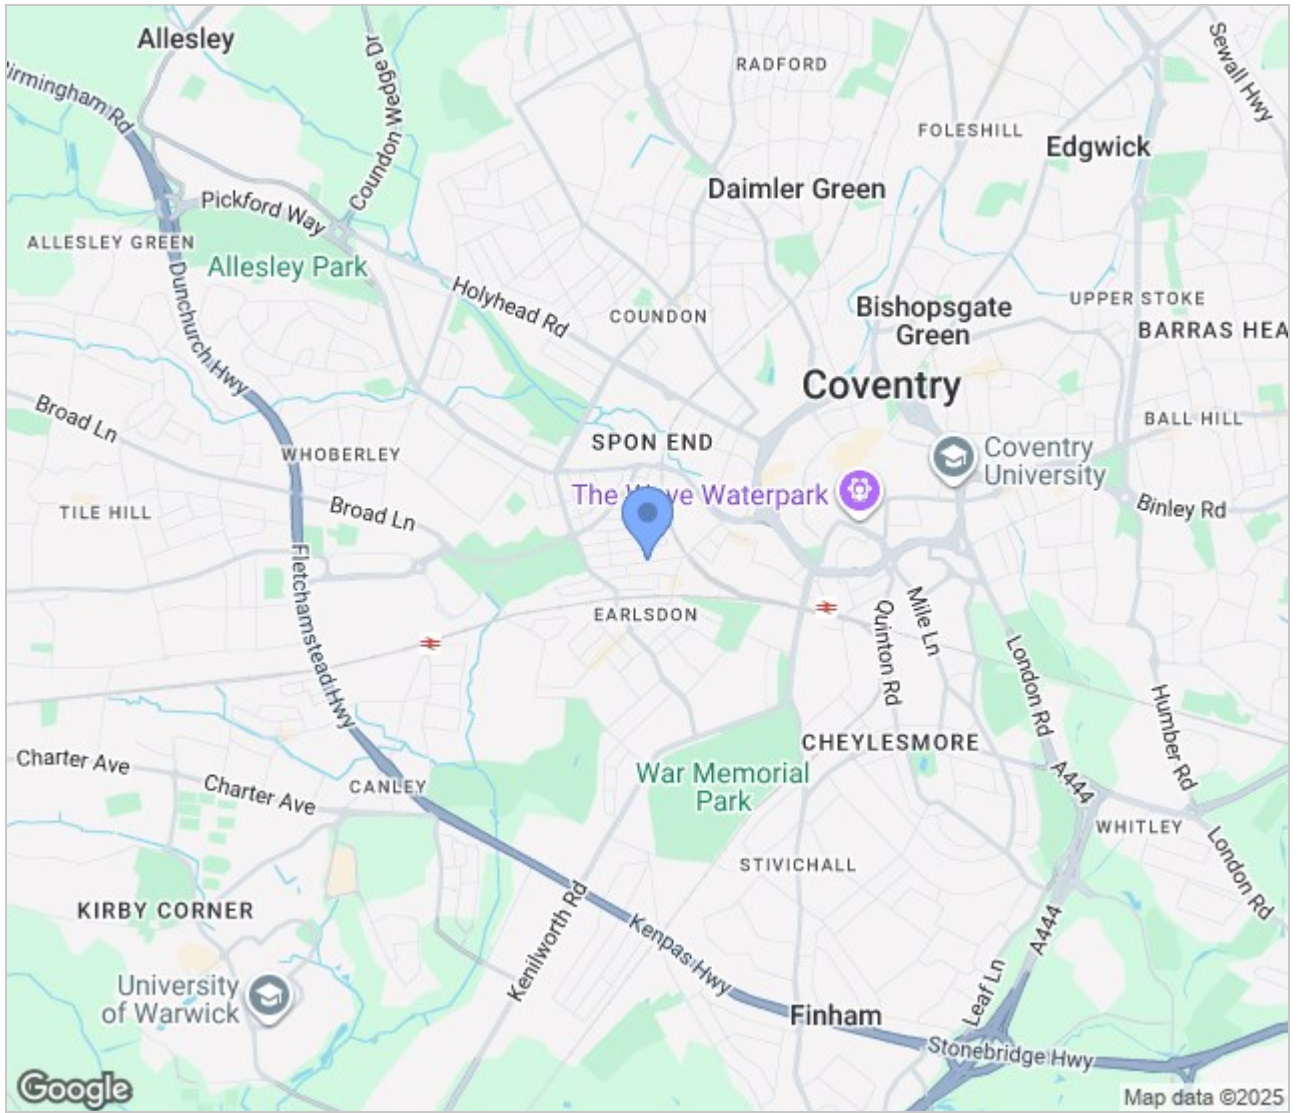 Allesley
Birmingham Rd
Coundon Wedge Dr
RADFORD
Sewall Hwy
FOLESHILL
Edgwick
Daimler Green
Pickford Way
ALLESLEY GREEN
Allesley Park
Dunchurch Hwy
Holyhead Rd
COUNDON
Bishopsgate
Green
UPPER STOKE
BARRAS HEA
Coventry
Broad Ln
WHOBERLEY
SPON END
BALL HILL
Coventry
University
The Wave Waterpark
TILE HILL
Broad Ln
Binley Rd
Fletchamstead Hwy
EARLSDON
Quinton Rd
Mile Ln
London Rd
Humber Rd
CHEYLESMORE
Charter Ave
Charter Ave
CANLEY
War Memorial
Park
A444
WHITLEY
London Rd
STIVICHALL
KIRBY CORNER
Kenilworth Rd
Kenpas Hwy
A444
Leaf Ln
University
of Warwick
Finham
Stonebridge Hwy
Google
Map data ©2025